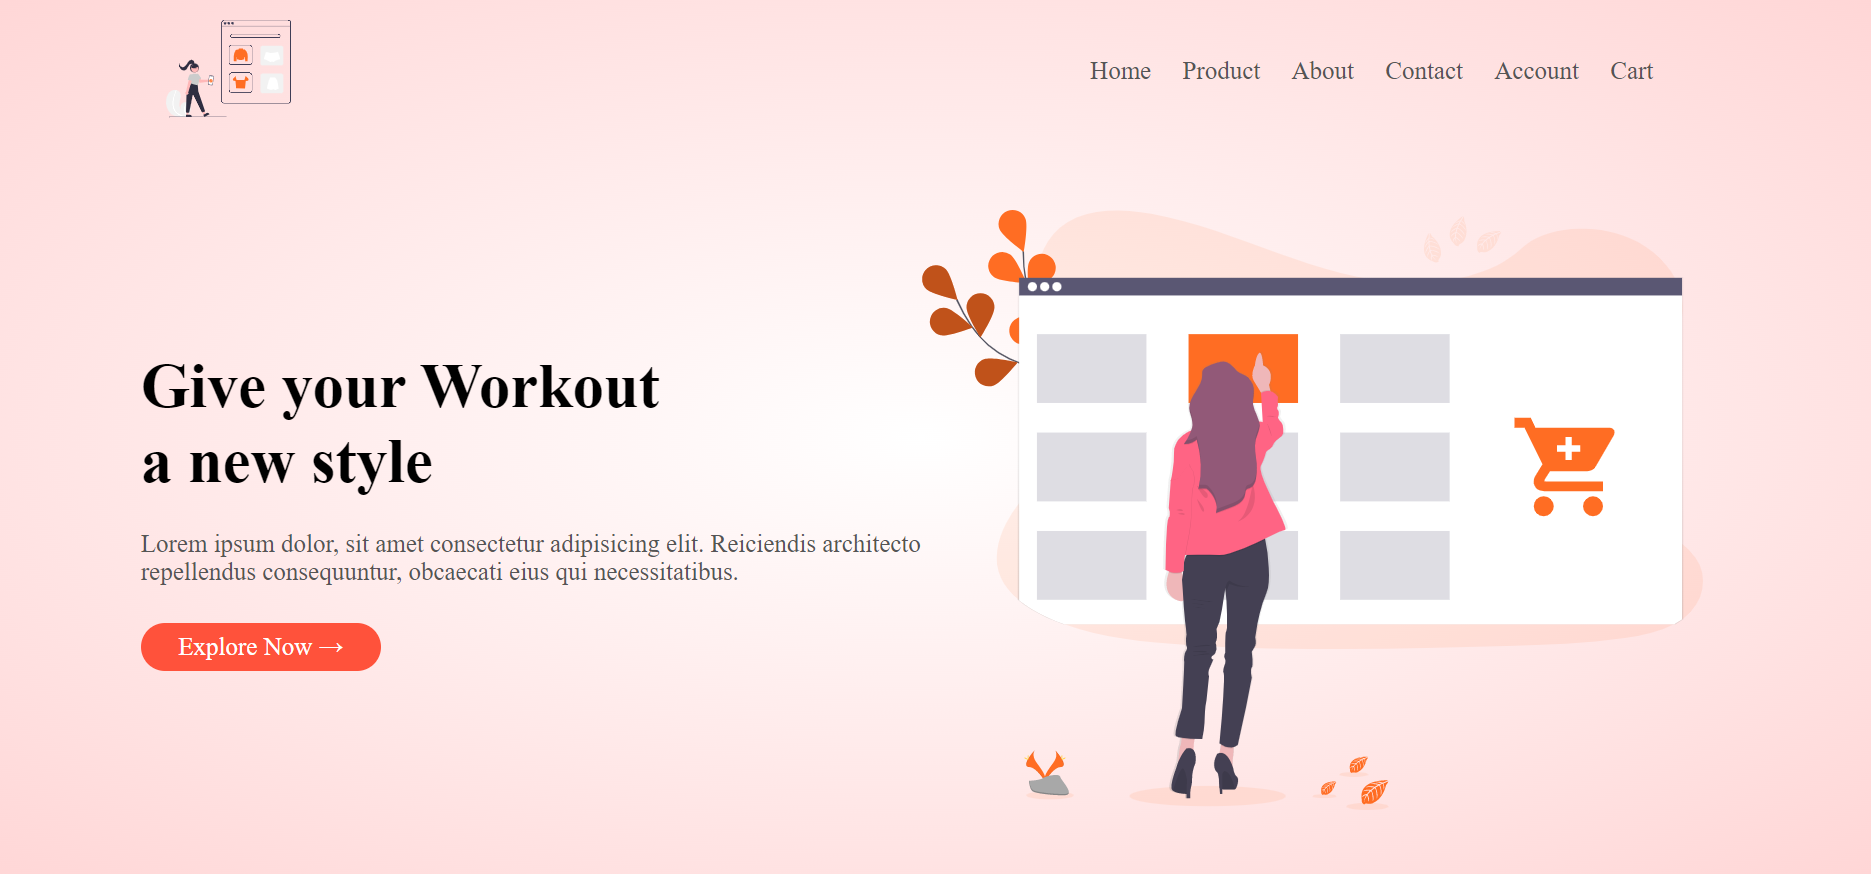 Home Product About Contact Account Cart
Give your Workout
a new style
Lorem ipsum dolor, sit amet consectetur adipisicing elit. Reiciendis architecto
repellendus consequuntur, obcaecati eius qui necessitatibus.
Explore Now →